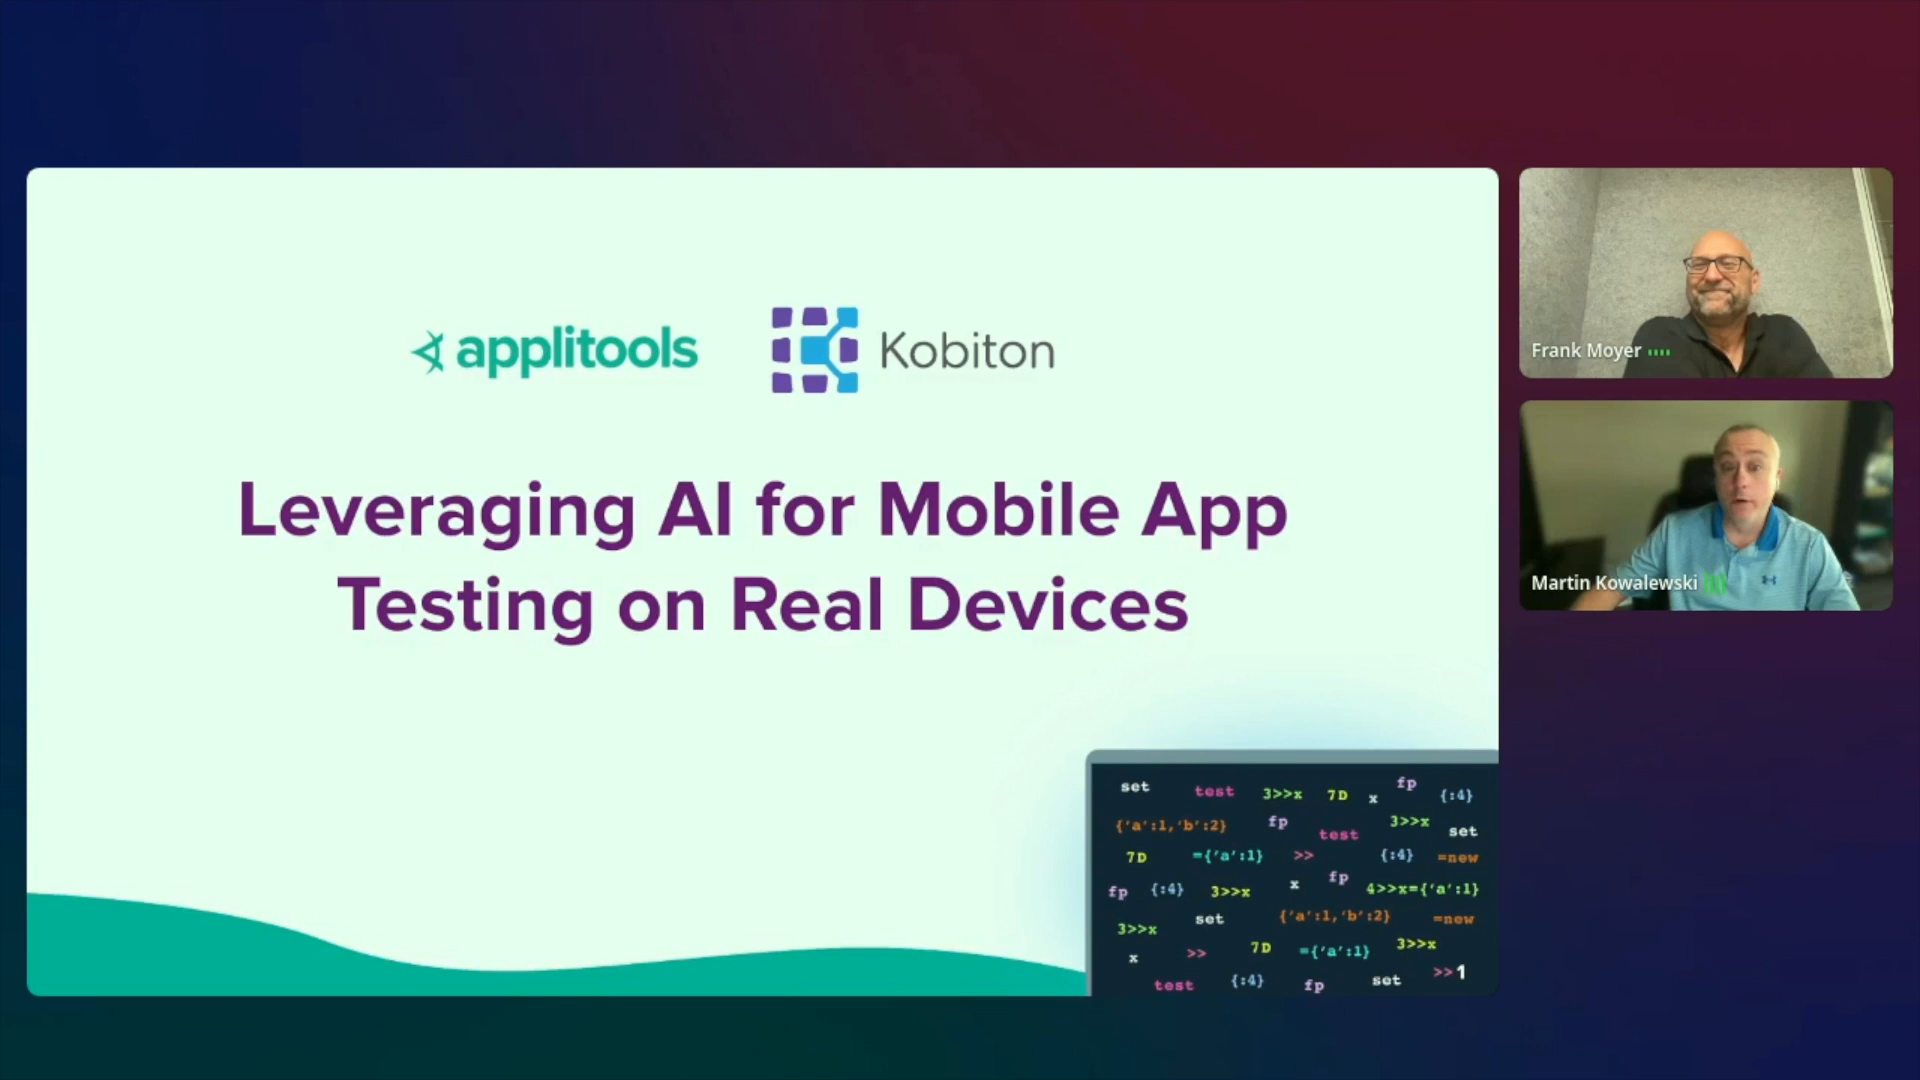 applitools
Kobiton
Leveraging AI for Mobile App
Testing on Real Devices
Frank Moyer
Martin Kowalewski
set test 3>>x 7D x fp {:4}
{'a':1,'b':2} fp test 3>>x set
7D ={'a':1} >> {:4} =new
fp {:4} 3>>x x fp 4>>x={'a':1}
3>>x set {'a':1,'b':2} =new
x >> 7D ={'a':1} 3>>x
test {:4} fp set >>1